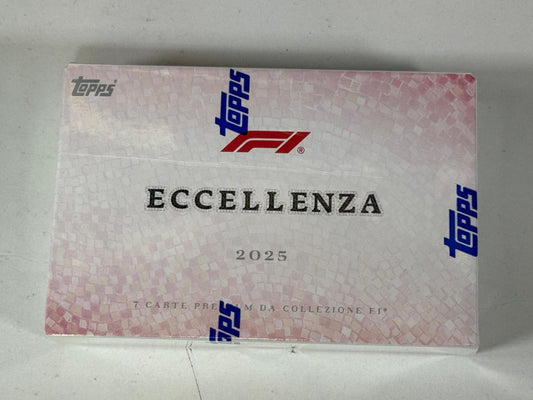 Topps
Topps
F1®
ECCELLENZA
2025
Topps
7 CARTE PREMIUM DA COLLEZIONE F1®
Topps